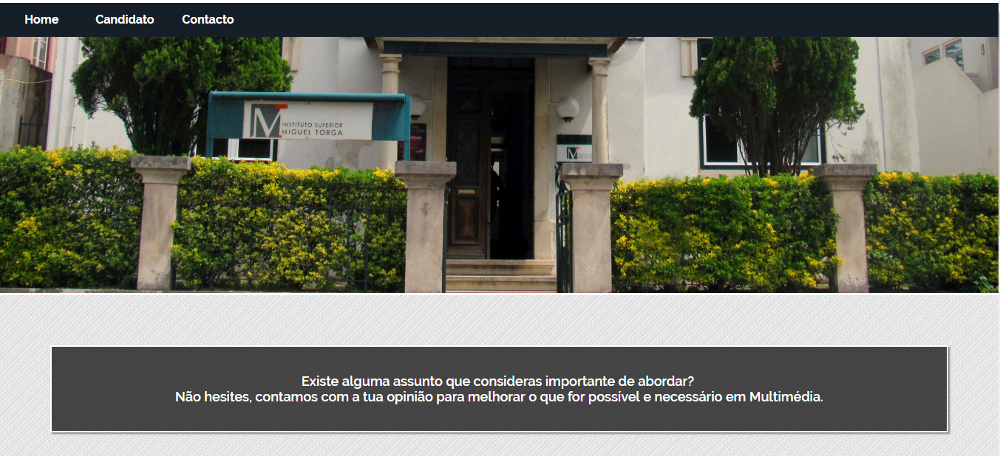 Home Candidato Contacto
INSTITUTO SUPERIOR
MIGUEL TORGA
Existe alguma assunto que consideras importante de abordar?
Não hesites, contamos com a tua opinião para melhorar o que for possível e necessário em Multimédia.